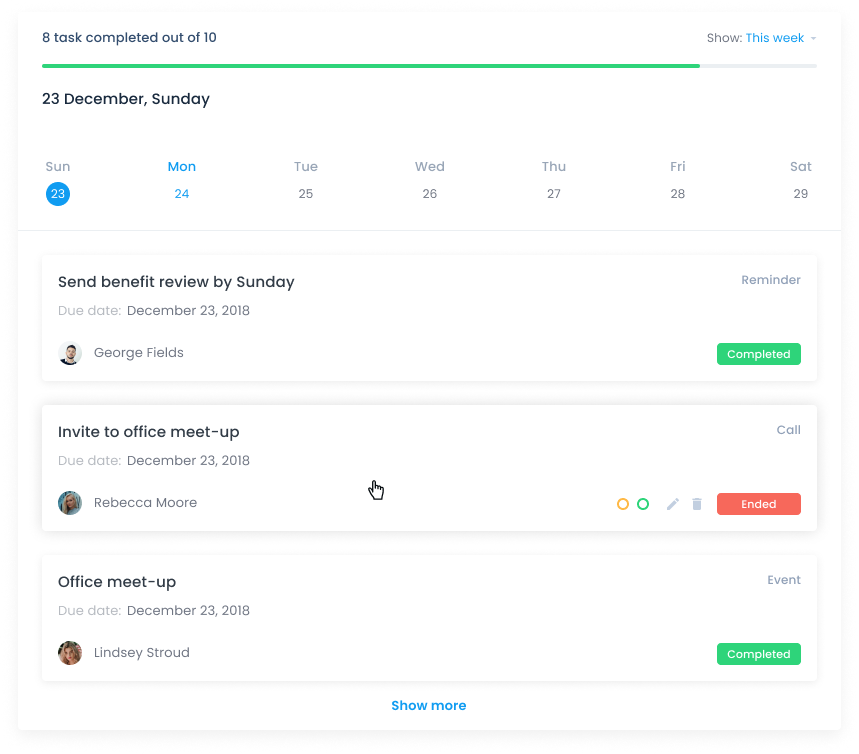 8 task completed out of 10 Show: This week
23 December, Sunday
Sun Mon Tue Wed Thu Fri Sat
23 24 25 26 27 28 29
Send benefit review by Sunday Reminder
Due date: December 23, 2018
George Fields Completed
Invite to office meet-up Call
Due date: December 23, 2018
Rebecca Moore Ended
Office meet-up Event
Due date: December 23, 2018
Lindsey Stroud Completed
Show more